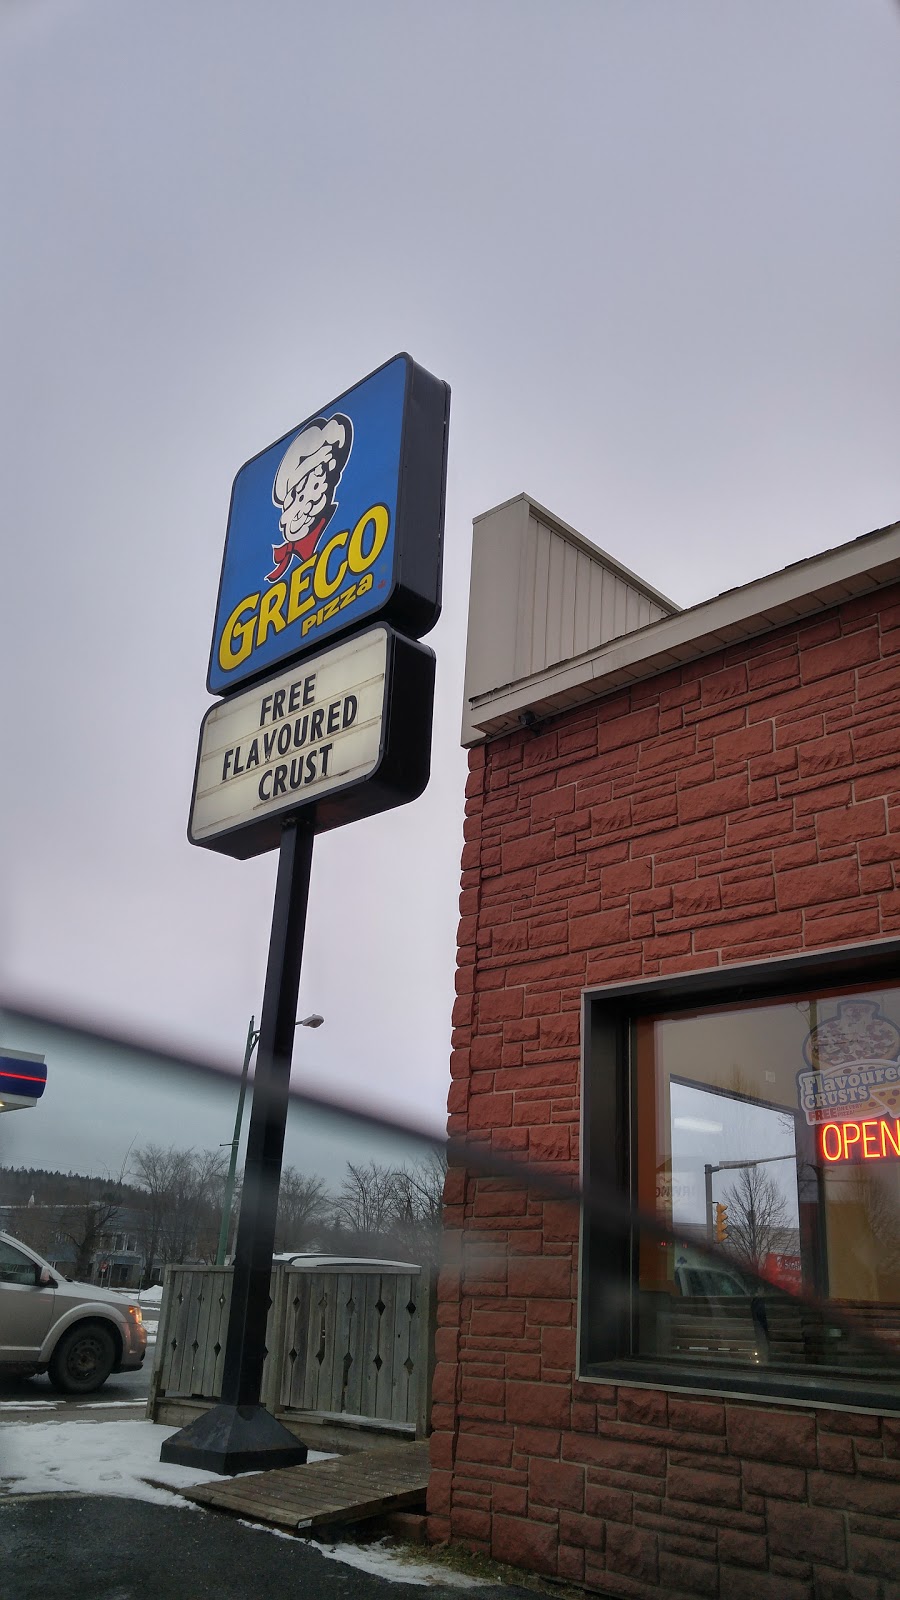 GRECO
PIZZA
FREE
FLAVOURED
CRUST
Flavoured
CRUSTS
FREE
OPEN